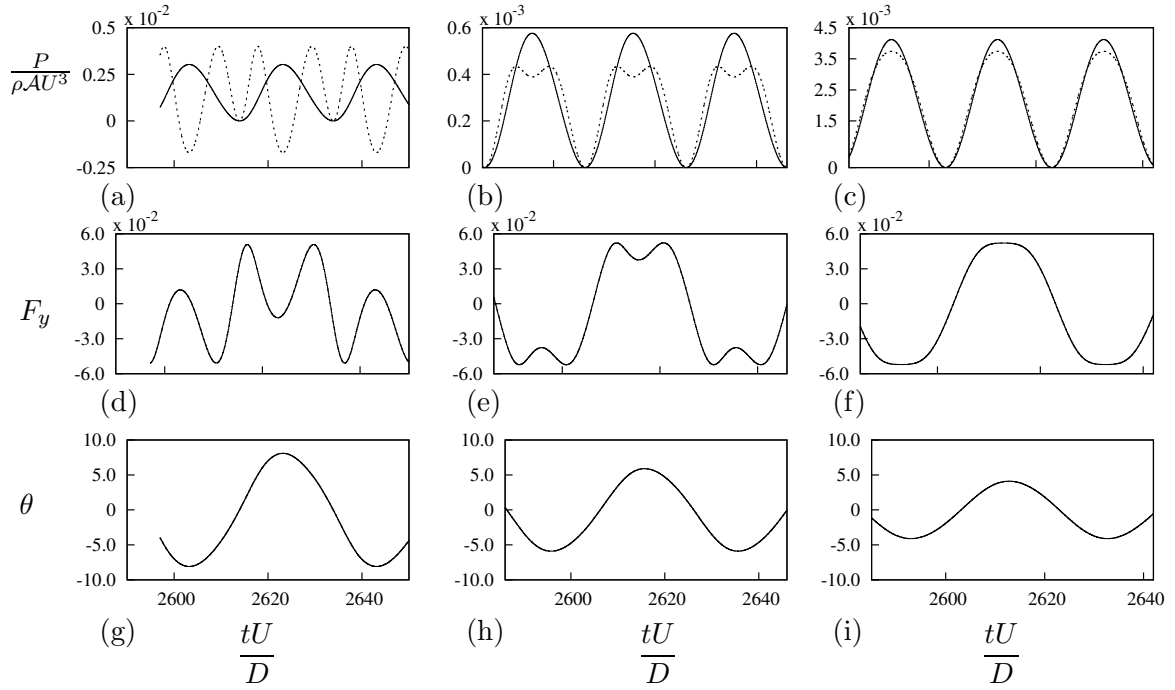 x 10⁻² x 10⁻³ x 10⁻³
P/ρ𝒜U³
0.5 0.25 0 -0.25
0.6 0.4 0.2 0
4.5 3.5 1.5 0
(a) (b) (c)
x 10⁻² x 10⁻² x 10⁻²
F_y
6.0 3.0 0 -3.0 -6.0
6.0 3.0 0 -3.0 -6.0
6.0 3.0 0 -3.0 -6.0
(d) (e) (f)
θ
10.0 5.0 0 -5.0 -10.0
10.0 5.0 0 -5.0 -10.0
10.0 5.0 0 -5.0 -10.0
2600 2620 2640 2600 2620 2640 2600 2620 2640
(g) (h) (i)
tU/D tU/D tU/D